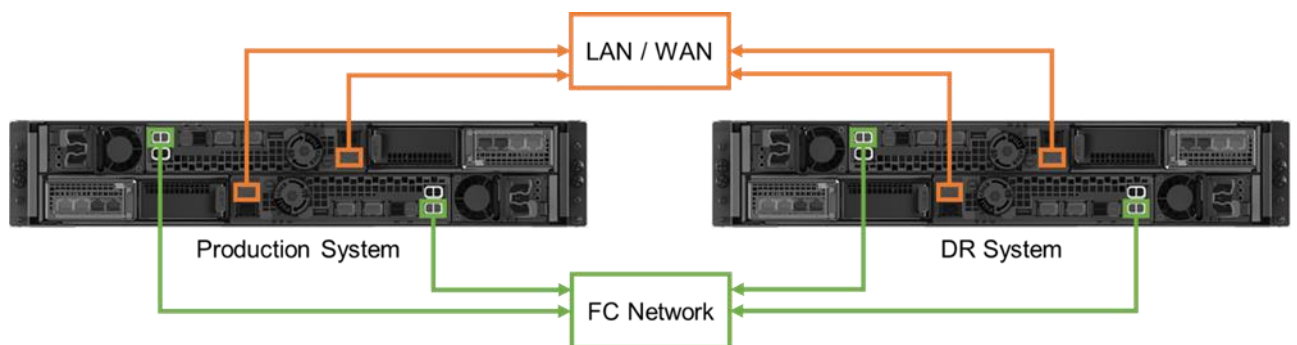 LAN / WAN
Production System
DR System
FC Network